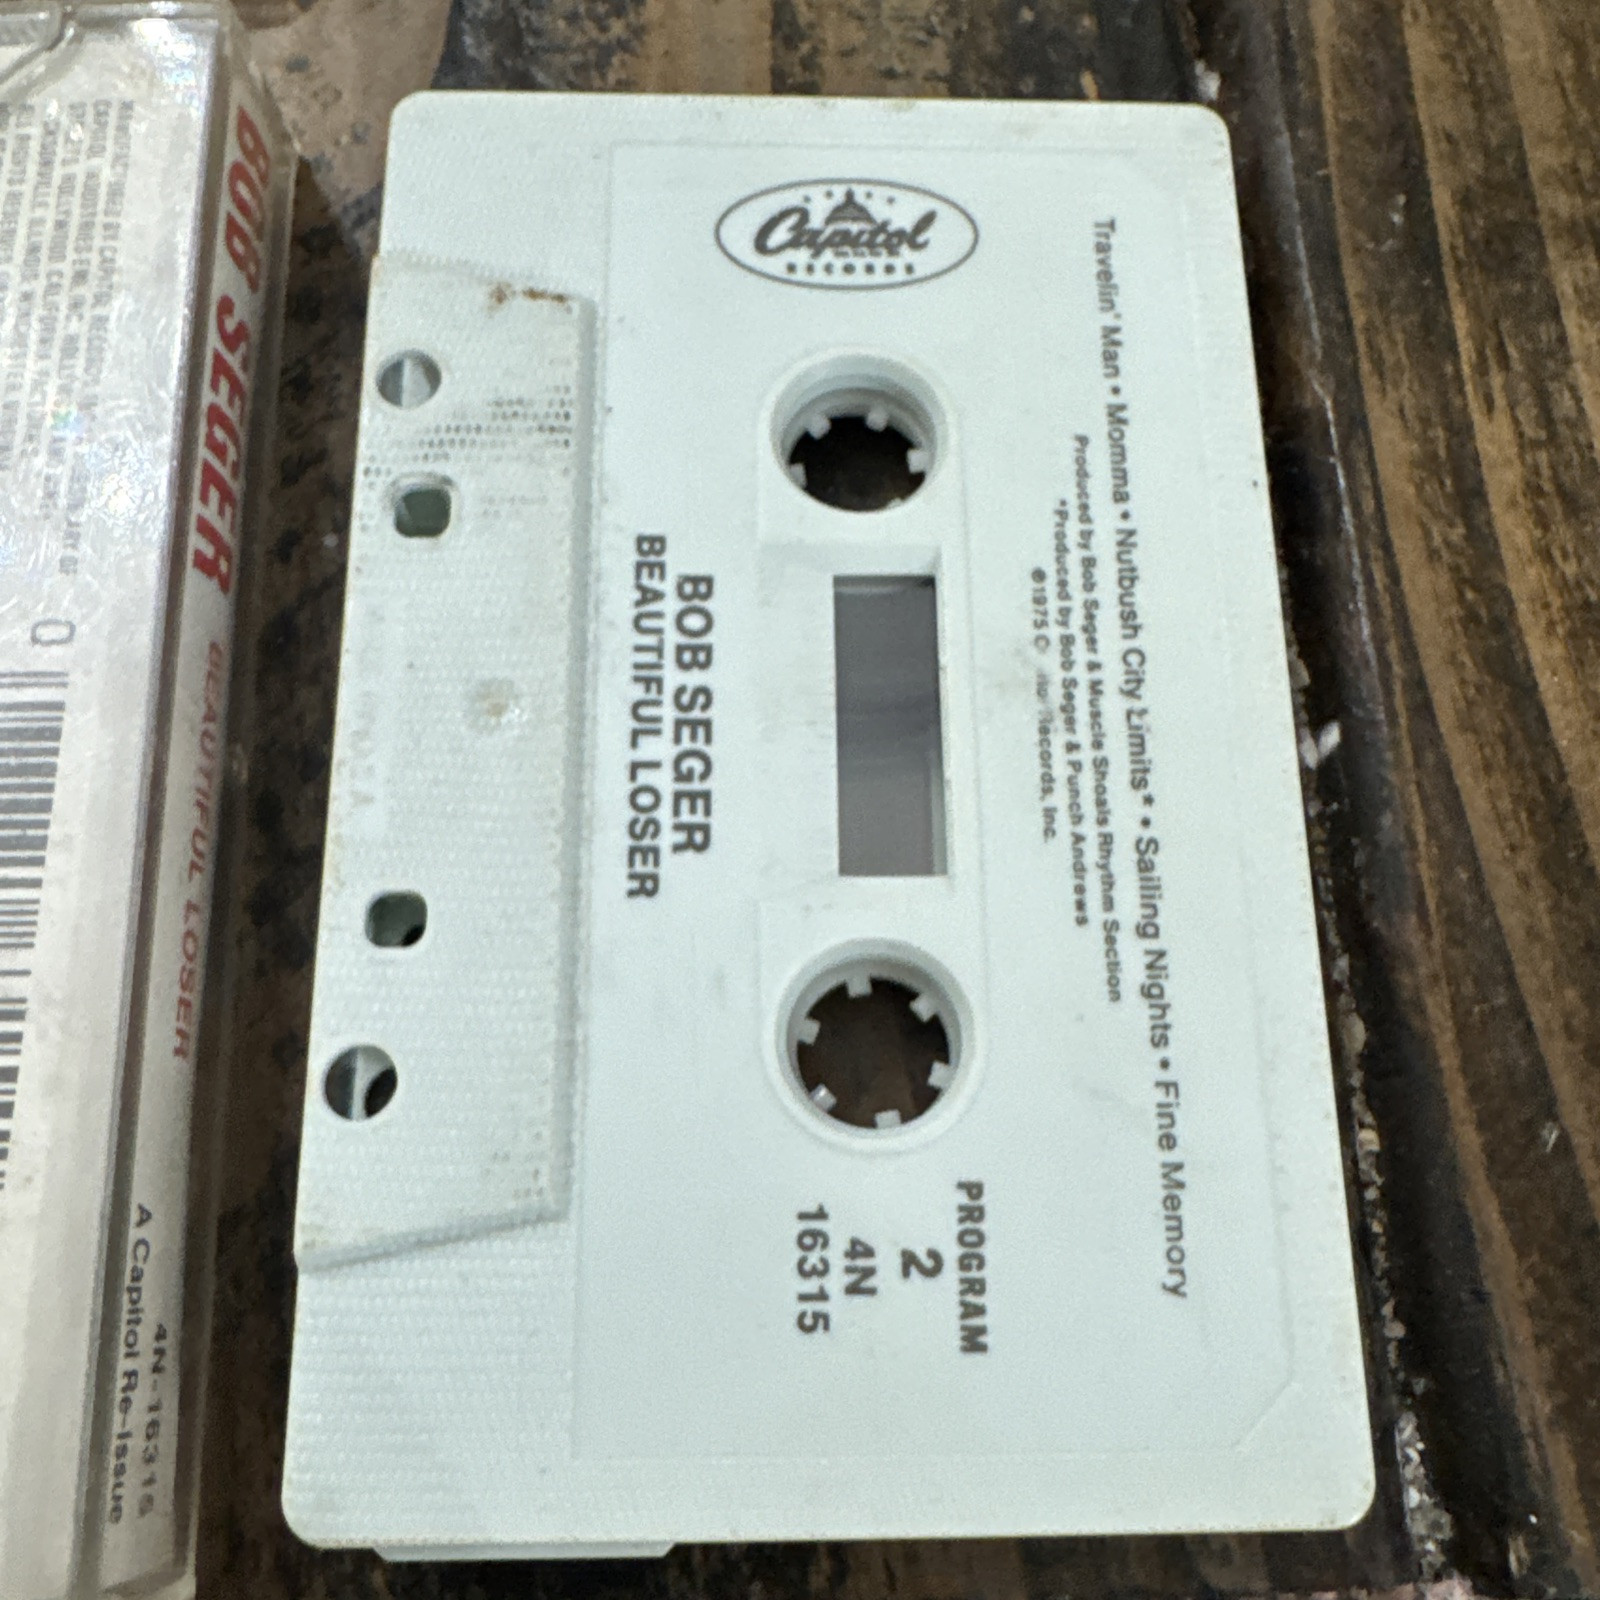 Capitol
RECORDS
Travelin' Man • Momma • Nutbush City Limits* • Sailing Nights • Fine Memory
Produced by Bob Seger & Muscle Shoals Rhythm Section
*Produced by Bob Seger & Punch Andrews
℗1975 Records, Inc.
PROGRAM
2
4N
16315
BOB SEGER
BEAUTIFUL LOSER
BOB SEGER BEAUTIFUL LOSER
4N-16315
A Capitol Re-Issue
0